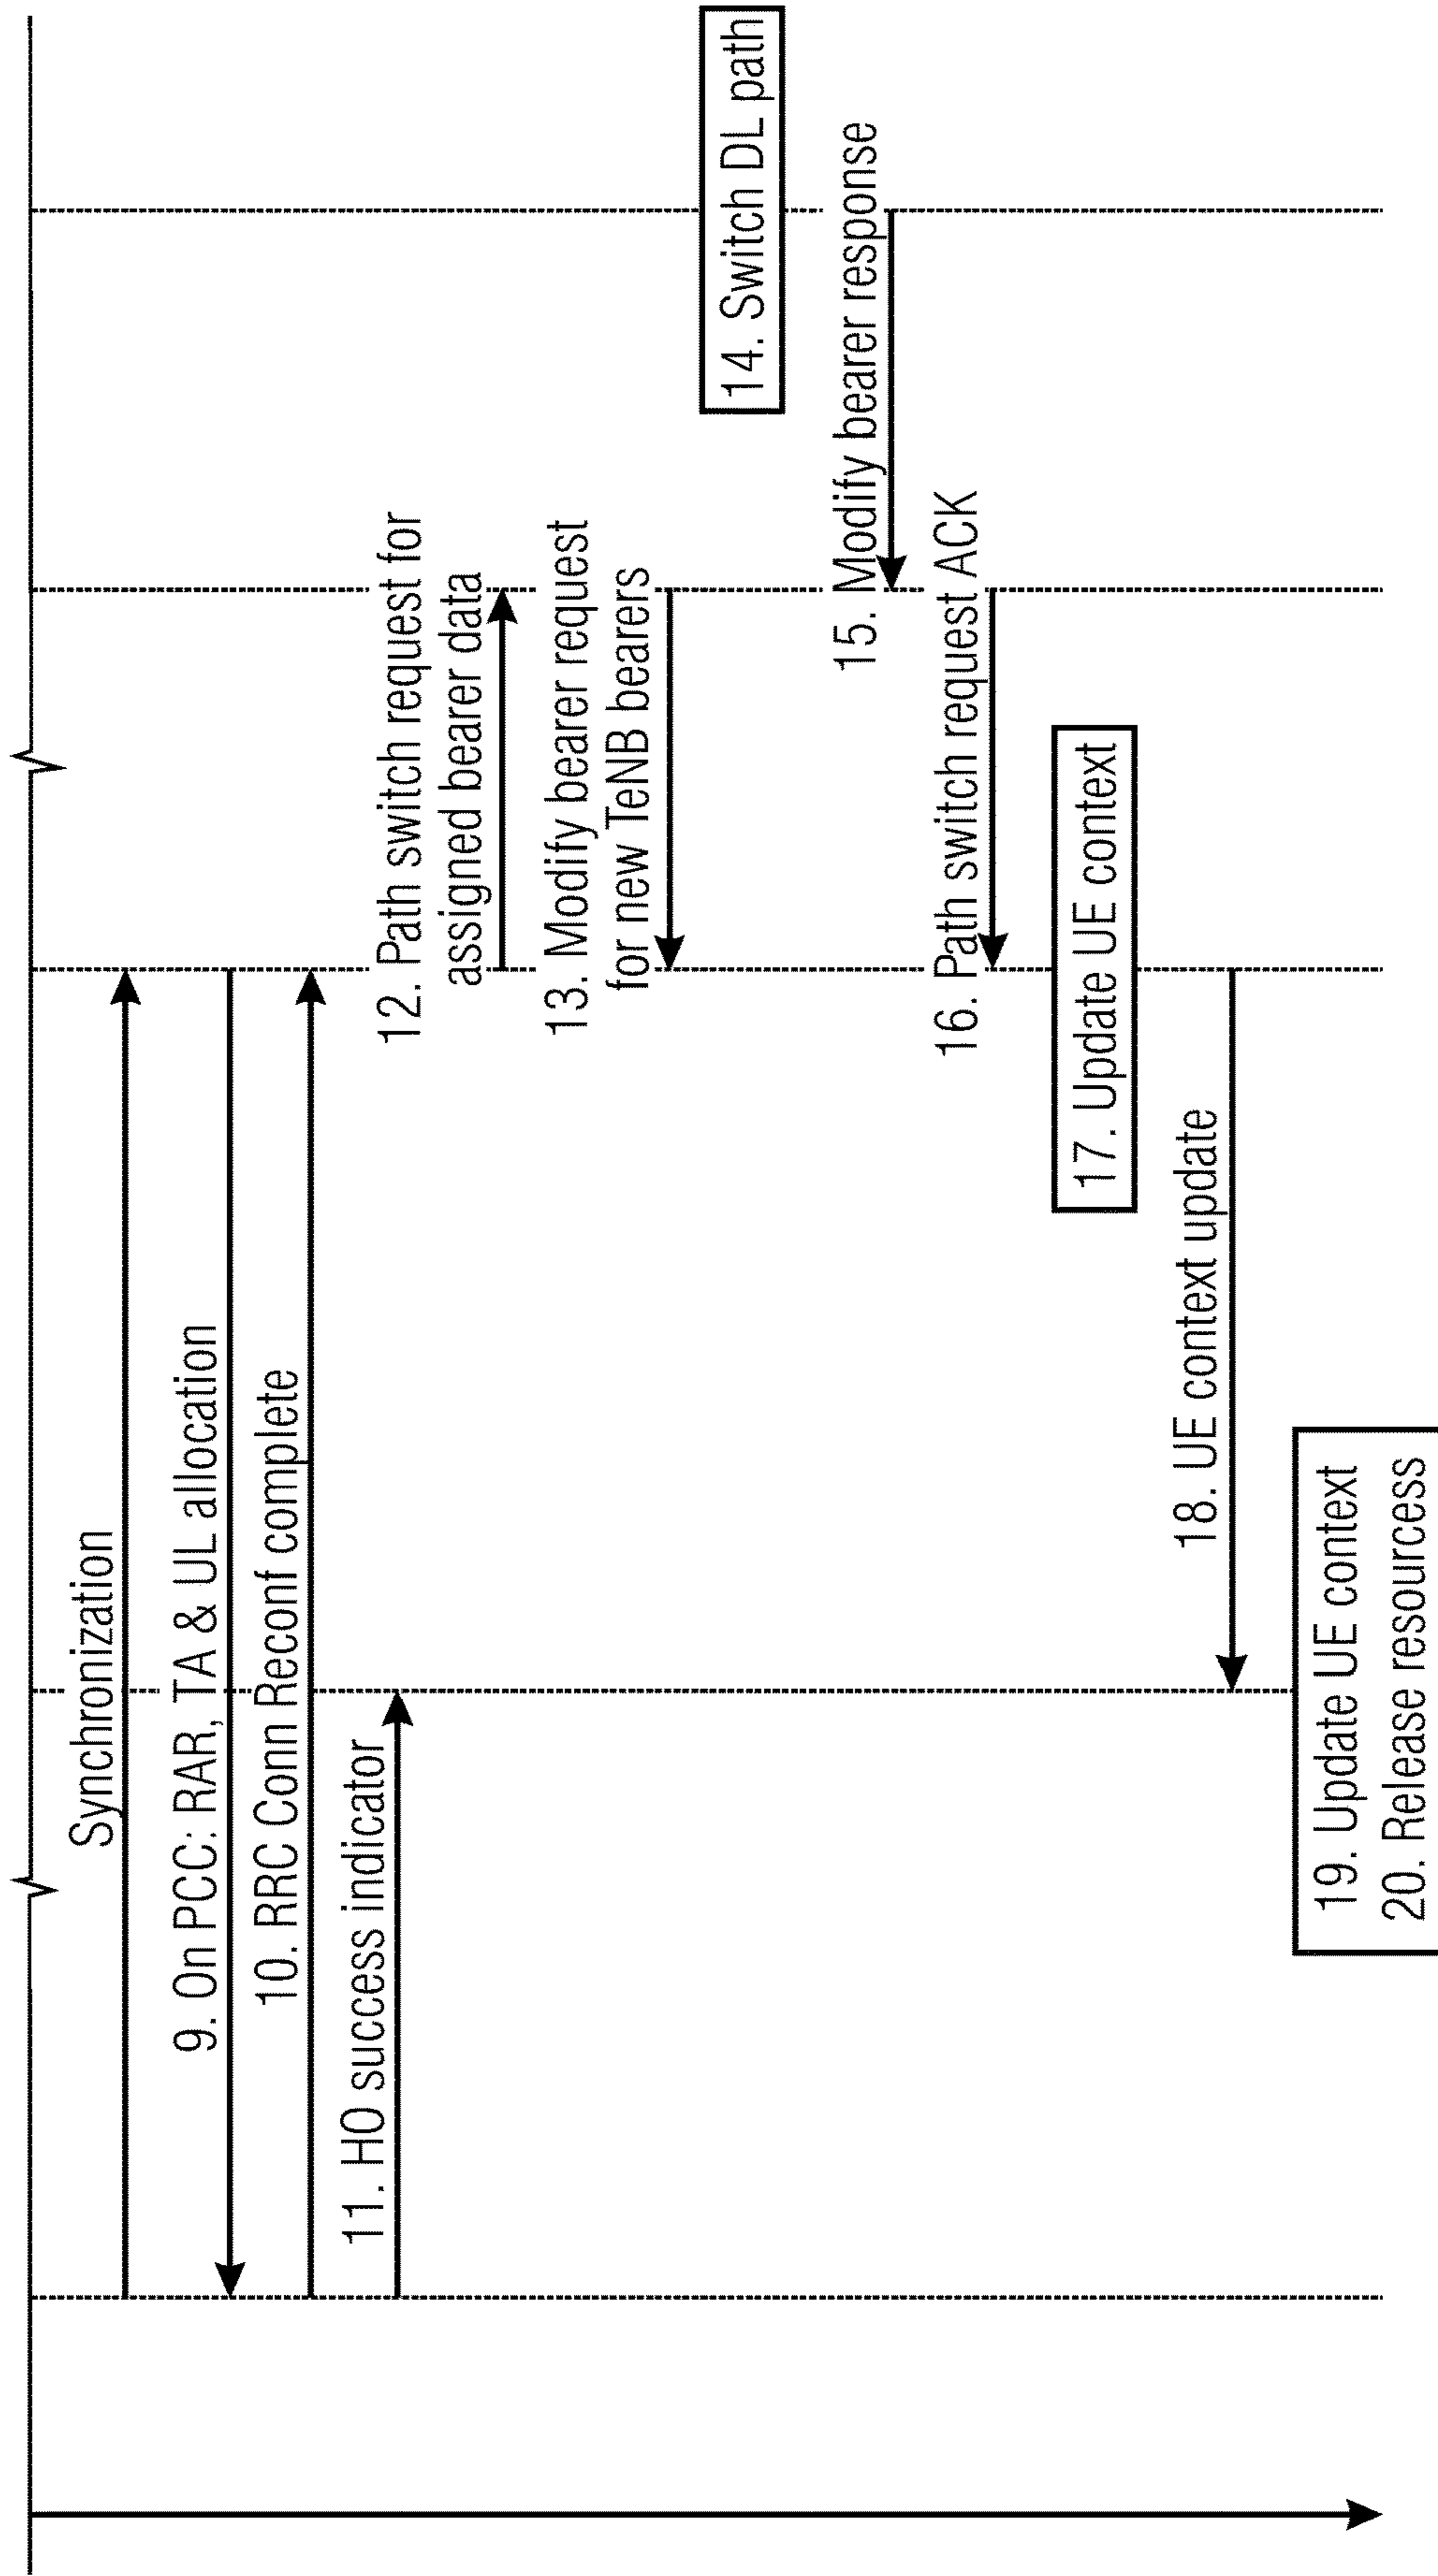 Synchronization
9. On PCC: RAR, TA & UL allocation
10. RRC Conn Reconf complete
11. HO success indicator
12. Path switch request for
assigned bearer data
13. Modify bearer request
for new TeNB bearers
14. Switch DL path
15. Modify bearer response
16. Path switch request ACK
17. Update UE context
18. UE context update
19. Update UE context
20. Release resourcess